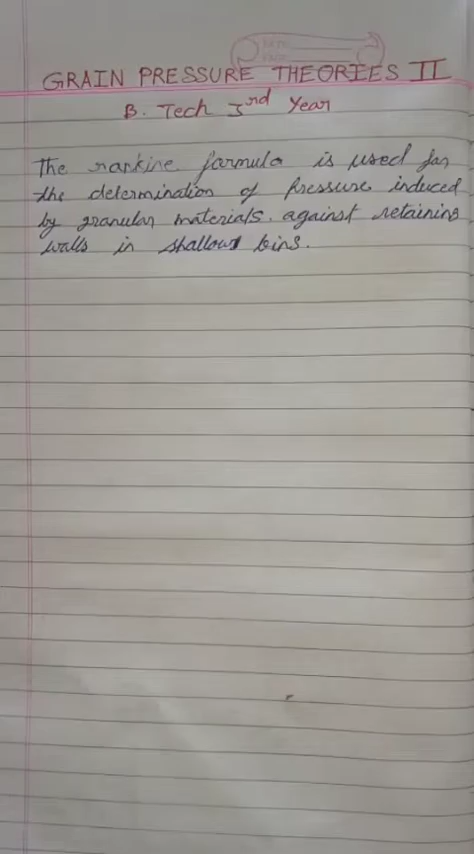 GRAIN PRESSURE THEORIES II
B. Tech 3rd Year
The rankine formula is used for
the determination of Pressure induced
by granular materials. against retaining
walls in shallow bins.